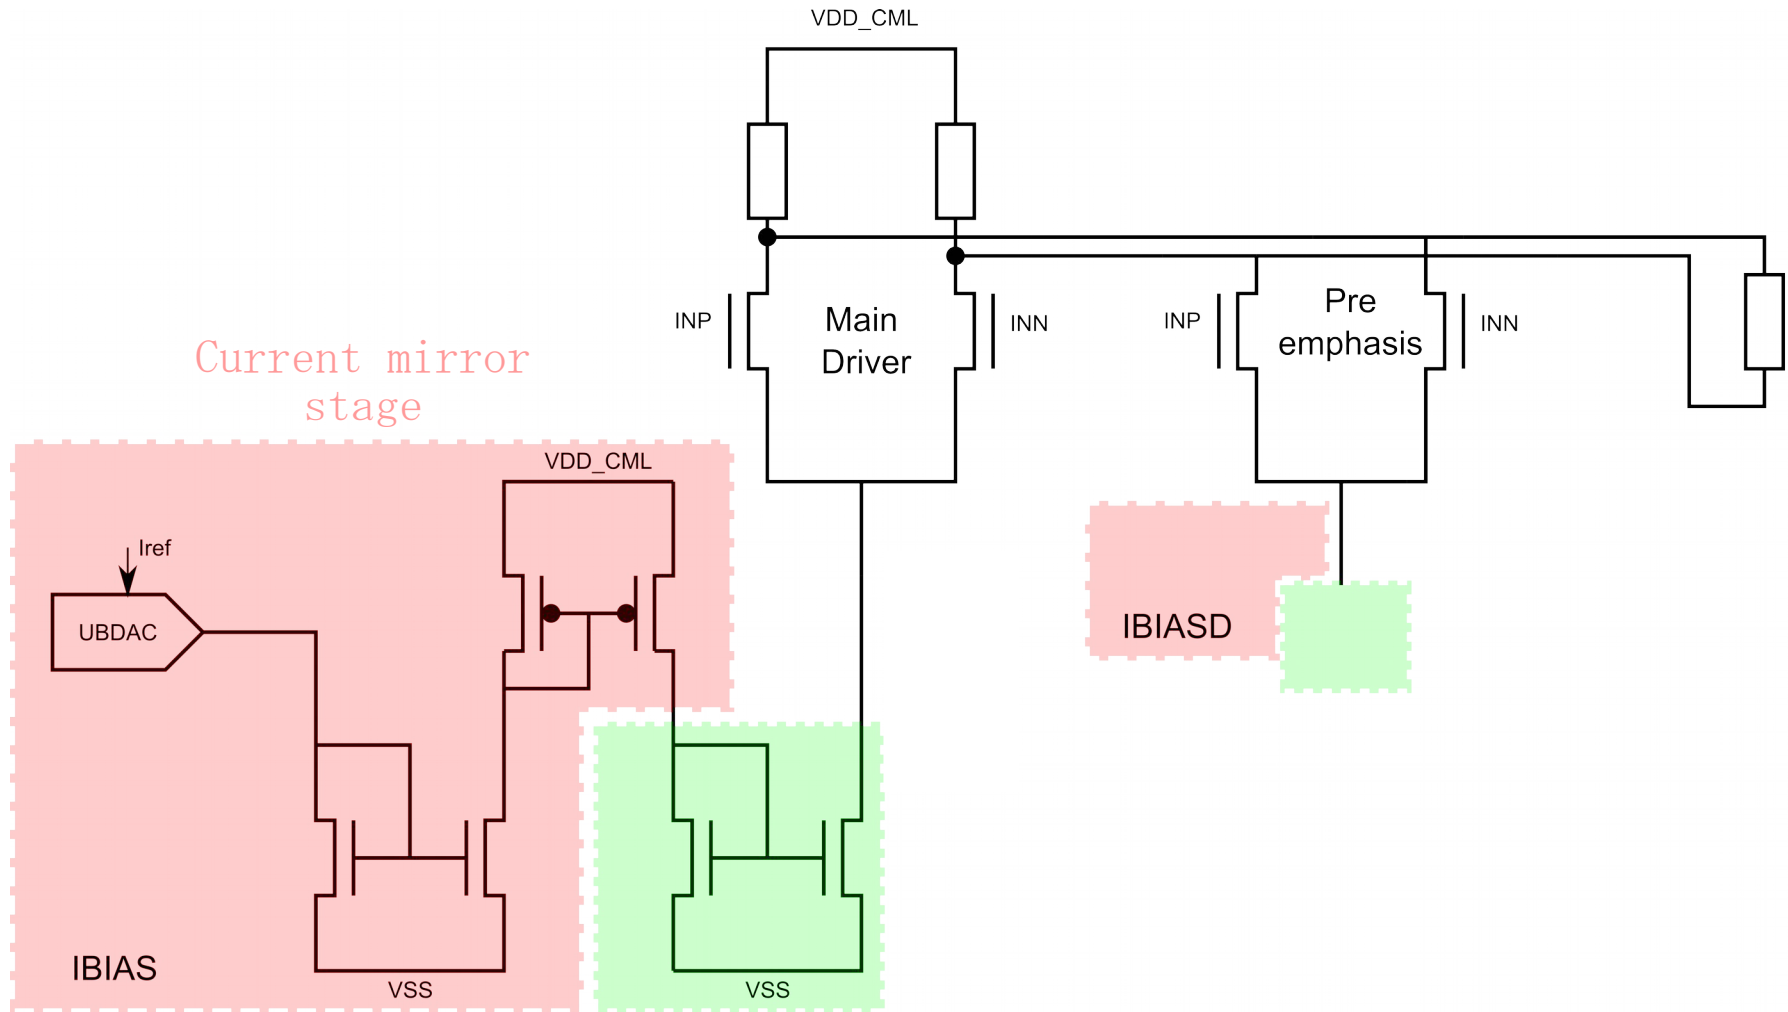 VDD_CML
INP
Main
Driver
INN
INP
Pre
emphasis
INN
Current mirror
stage
VDD_CML
Iref
UBDAC
IBIASD
IBIAS
VSS
VSS